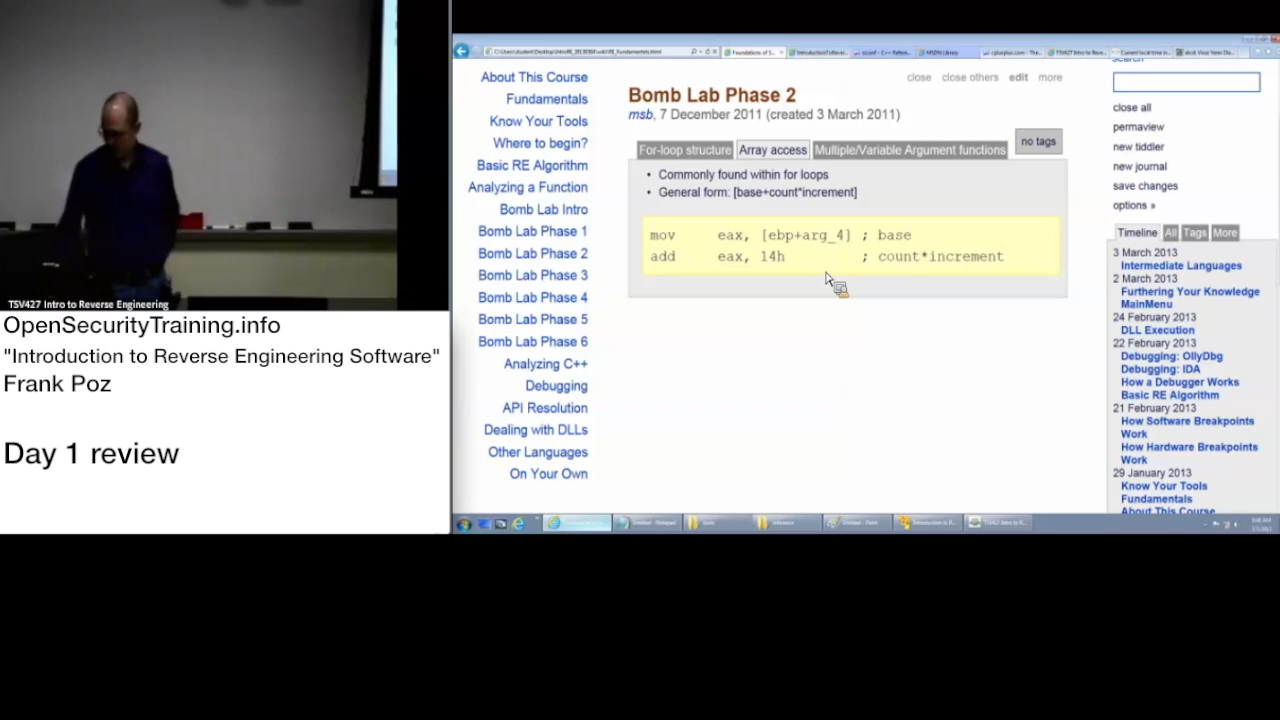 TSV427 Intro to Reverse Engineering
OpenSecurityTraining.info
"Introduction to Reverse Engineering Software"
Frank Poz
Day 1 review
About This Course
Fundamentals
Know Your Tools
Where to begin?
Basic RE Algorithm
Analyzing a Function
Bomb Lab Intro
Bomb Lab Phase 1
Bomb Lab Phase 2
Bomb Lab Phase 3
Bomb Lab Phase 4
Bomb Lab Phase 5
Bomb Lab Phase 6
Analyzing C++
Debugging
API Resolution
Dealing with DLLs
Other Languages
On Your Own
close close others edit more
Bomb Lab Phase 2
msb, 7 December 2011 (created 3 March 2011)
no tags
For-loop structure Array access Multiple/Variable Argument functions
• Commonly found within for loops
• General form: [base+count*increment]
mov eax, [ebp+arg_4] ; base
add eax, 14h ; count*increment
search
close all
permaview
new tiddler
new journal
save changes
options »
Timeline All Tags More
3 March 2013
Intermediate Languages
2 March 2013
Furthering Your Knowledge
MainMenu
24 February 2013
DLL Execution
22 February 2013
Debugging: OllyDbg
Debugging: IDA
How a Debugger Works
Basic RE Algorithm
21 February 2013
How Software Breakpoints
Work
How Hardware Breakpoints
Work
29 January 2013
Know Your Tools
Fundamentals
About This Course